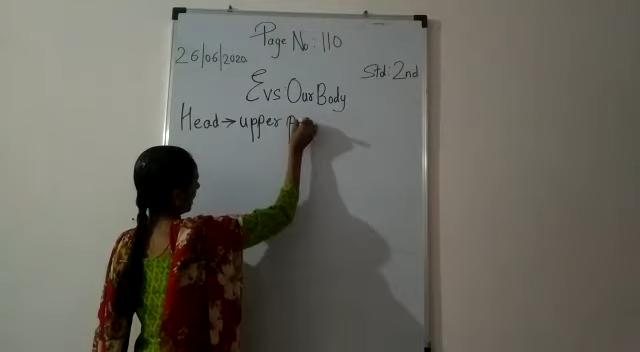 Page No: 110
26/06/2020
Std: 2nd
Evs: Our Body
Head → upper